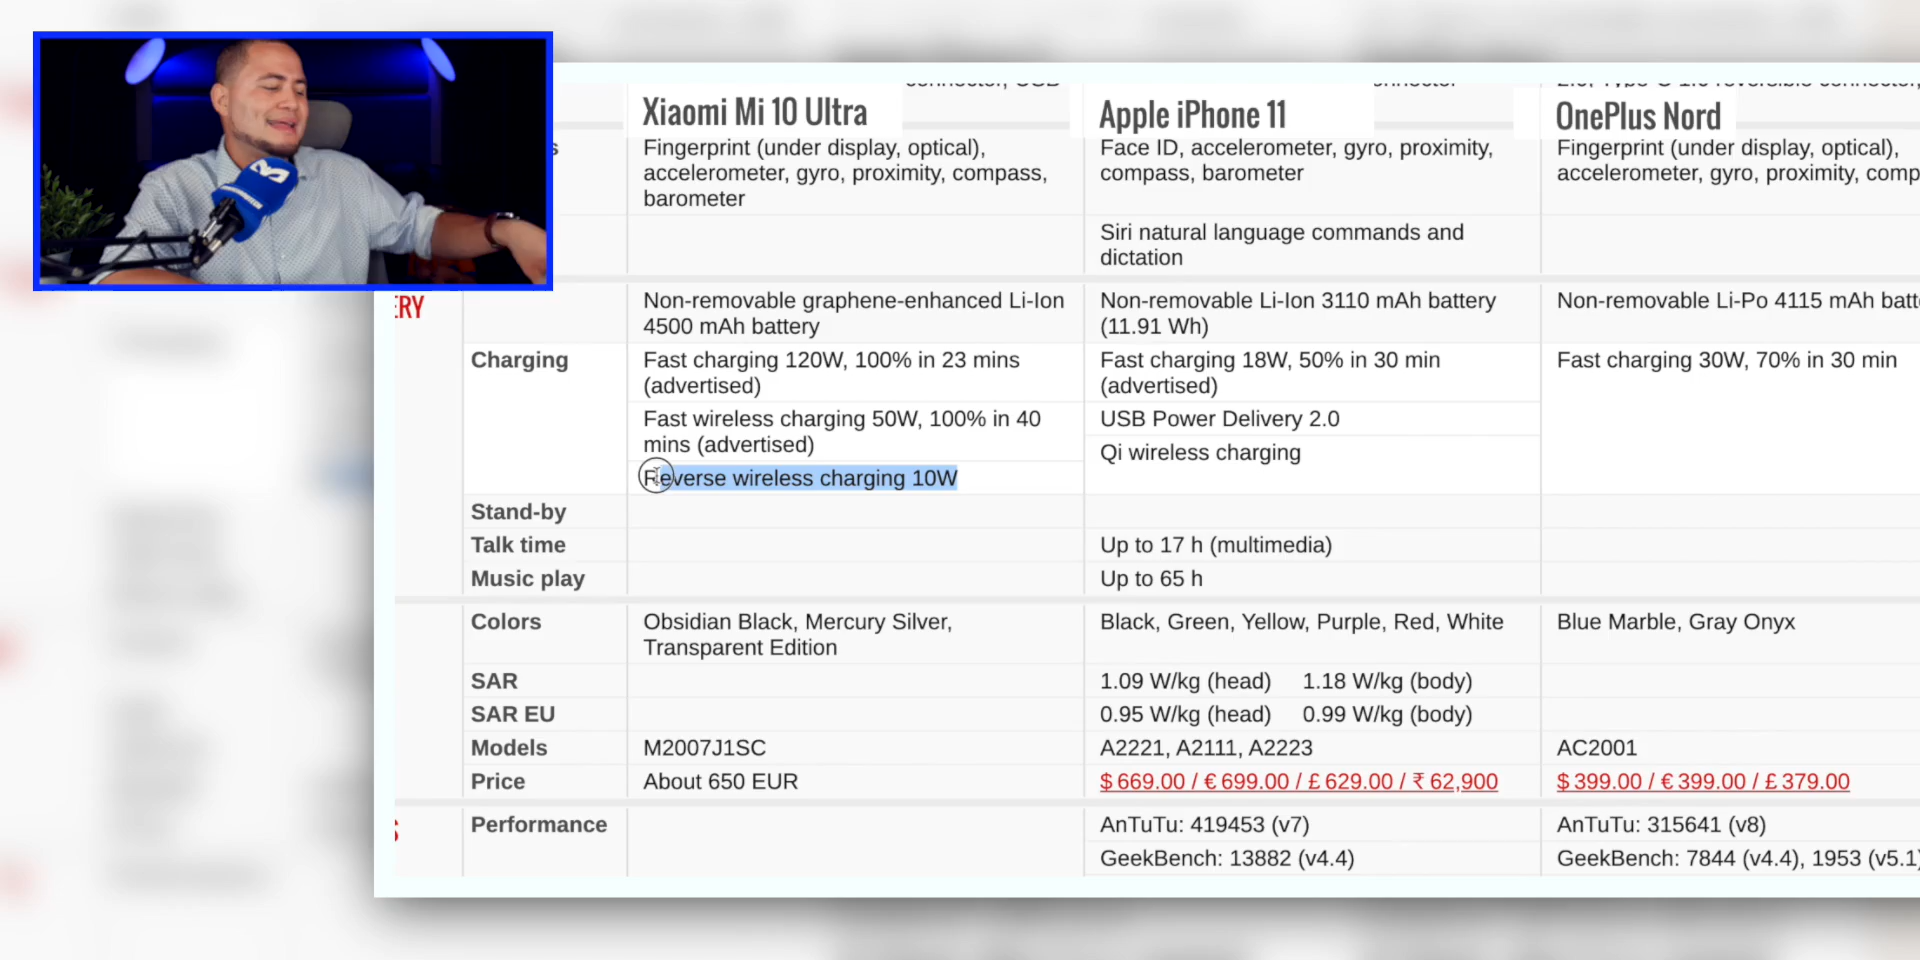 Xiaomi Mi 10 Ultra
Apple iPhone 11
OnePlus Nord
Fingerprint (under display, optical),
accelerometer, gyro, proximity, compass,
barometer
Face ID, accelerometer, gyro, proximity,
compass, barometer
Fingerprint (under display, optical),
accelerometer, gyro, proximity, comp
Siri natural language commands and
dictation
ERY
Non-removable graphene-enhanced Li-Ion
4500 mAh battery
Non-removable Li-Ion 3110 mAh battery
(11.91 Wh)
Non-removable Li-Po 4115 mAh batt
Charging
Fast charging 120W, 100% in 23 mins
(advertised)
Fast wireless charging 50W, 100% in 40
mins (advertised)
Reverse wireless charging 10W
Fast charging 18W, 50% in 30 min
(advertised)
USB Power Delivery 2.0
Qi wireless charging
Fast charging 30W, 70% in 30 min
Stand-by
Talk time
Up to 17 h (multimedia)
Music play
Up to 65 h
Colors
Obsidian Black, Mercury Silver,
Transparent Edition
Black, Green, Yellow, Purple, Red, White
Blue Marble, Gray Onyx
SAR
1.09 W/kg (head) 1.18 W/kg (body)
SAR EU
0.95 W/kg (head) 0.99 W/kg (body)
Models
M2007J1SC
A2221, A2111, A2223
AC2001
Price
About 650 EUR
$ 669.00 / € 699.00 / £ 629.00 / ₹ 62,900
$ 399.00 / € 399.00 / £ 379.00
Performance
AnTuTu: 419453 (v7)
GeekBench: 13882 (v4.4)
AnTuTu: 315641 (v8)
GeekBench: 7844 (v4.4), 1953 (v5.1)